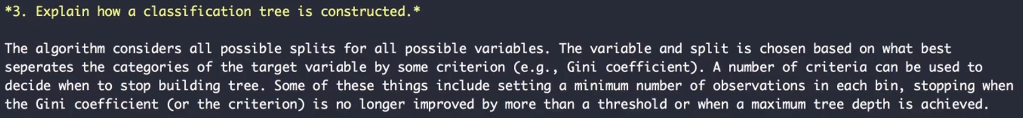 *3. Explain how a classification tree is constructed.*
The algorithm considers all possible splits for all possible variables. The variable and split is chosen based on what best
seperates the categories of the target variable by some criterion (e.g., Gini coefficient). A number of criteria can be used to
decide when to stop building tree. Some of these things include setting a minimum number of observations in each bin, stopping when
the Gini coefficient (or the criterion) is no longer improved by more than a threshold or when a maximum tree depth is achieved.